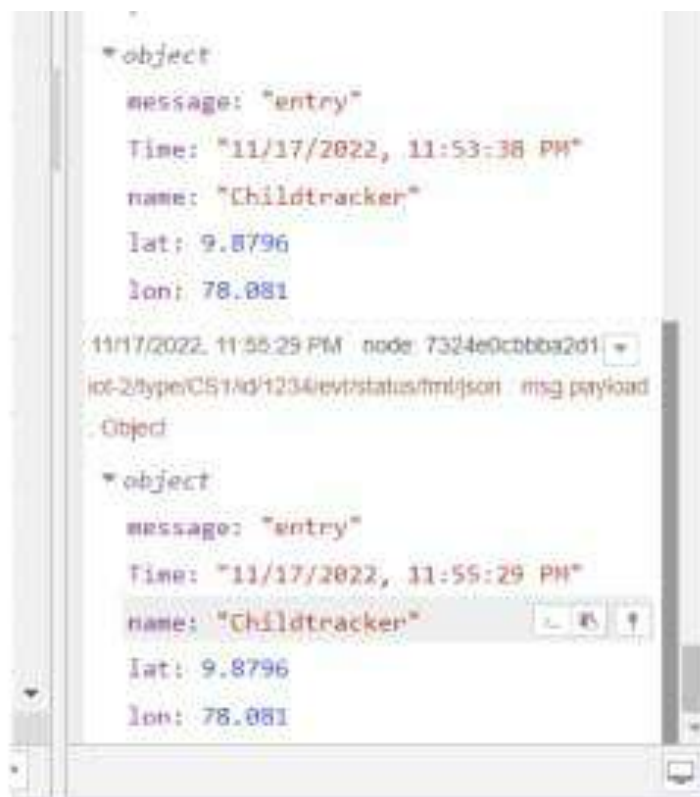 object
message: "entry"
Time: "11/17/2022, 11:53:38 PM"
name: "Childtracker"
lat: 9.8796
lon: 78.081
11/17/2022, 11:55:29 PM node: 7324e0cbbba2d1
iot-2/type/CS1/id/1234/evt/status/fmt/json : msg.payload
: Object
object
message: "entry"
Time: "11/17/2022, 11:55:29 PM"
name: "Childtracker"
lat: 9.8796
lon: 78.081